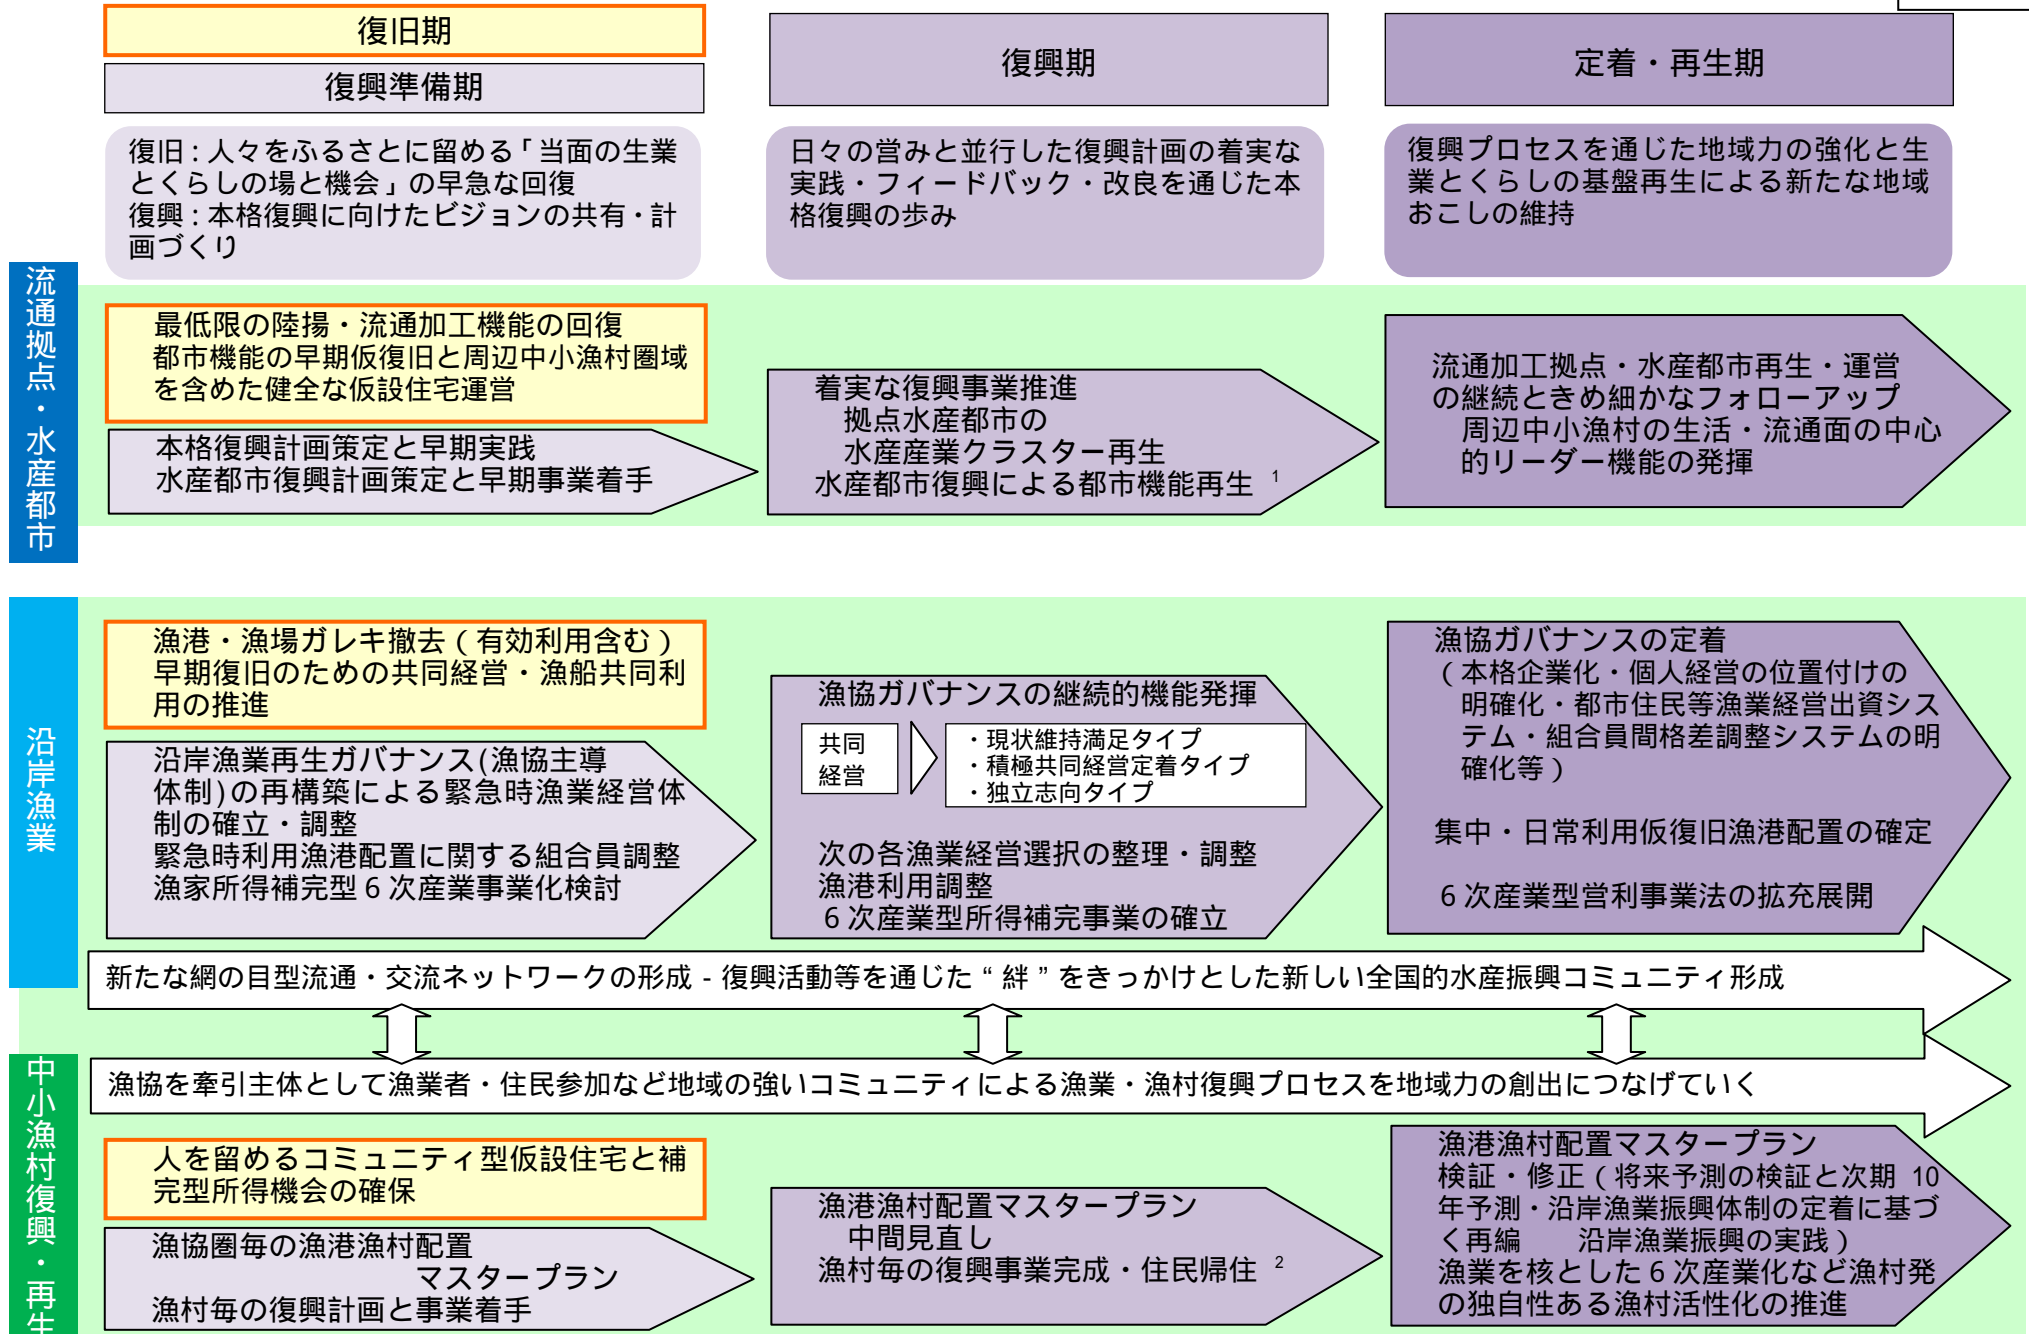 復旧期
復興準備期
復興期
定着・再生期
復旧:人々をふるさとに留める「当面の生業
とくらしの場と機会」の早急な回復
復興:本格復興に向けたビジョンの共有・計
画づくり
日々の営みと並行した復興計画の着実な
実践・フィードバック・改良を通じた本
格復興の歩み
復興プロセスを通じた地域力の強化と生
業とくらしの基盤再生による新たな地域
おこしの維持
流通拠点・水産都市
最低限の陸揚・流通加工機能の回復
都市機能の早期仮復旧と周辺中小漁村圏域
を含めた健全な仮設住宅運営
本格復興計画策定と早期実践
水産都市復興計画策定と早期事業着手
着実な復興事業推進
拠点水産都市の
水産産業クラスター再生
水産都市復興による都市機能再生 1
流通加工拠点・水産都市再生・運営
の継続ときめ細かなフォローアップ
周辺中小漁村の生活・流通面の中心
的リーダー機能の発揮
沿岸漁業
漁港・漁場ガレキ撤去(有効利用含む)
早期復旧のための共同経営・漁船共同利
用の推進
沿岸漁業再生ガバナンス(漁協主導
体制)の再構築による緊急時漁業経営体
制の確立・調整
緊急時利用漁港配置に関する組合員調整
漁家所得補完型6次産業事業化検討
漁協ガバナンスの継続的機能発揮
共同
経営
・現状維持満足タイプ
・積極共同経営定着タイプ
・独立志向タイプ
次の各漁業経営選択の整理・調整
漁港利用調整
6次産業型所得補完事業の確立
漁協ガバナンスの定着
(本格企業化・個人経営の位置付けの
明確化・都市住民等漁業経営出資シス
テム・組合員間格差調整システムの明
確化等)
集中・日常利用仮復旧漁港配置の確定
6次産業型営利事業法の拡充展開
新たな網の目型流通・交流ネットワークの形成-復興活動等を通じた“絆”をきっかけとした新しい全国的水産振興コミュニティ形成
中小漁村復興・再生
漁協を牽引主体として漁業者・住民参加など地域の強いコミュニティによる漁業・漁村復興プロセスを地域力の創出につなげていく
人を留めるコミュニティ型仮設住宅と補
完型所得機会の確保
漁協圏毎の漁港漁村配置
マスタープラン
漁村毎の復興計画と事業着手
漁港漁村配置マスタープラン
中間見直し
漁村毎の復興事業完成・住民帰住 2
漁港漁村配置マスタープラン
検証・修正(将来予測の検証と次期 10
年予測・沿岸漁業振興体制の定着に基づ
く再編 沿岸漁業振興の実践)
漁業を核とした6次産業化など漁村発
の独自性ある漁村活性化の推進